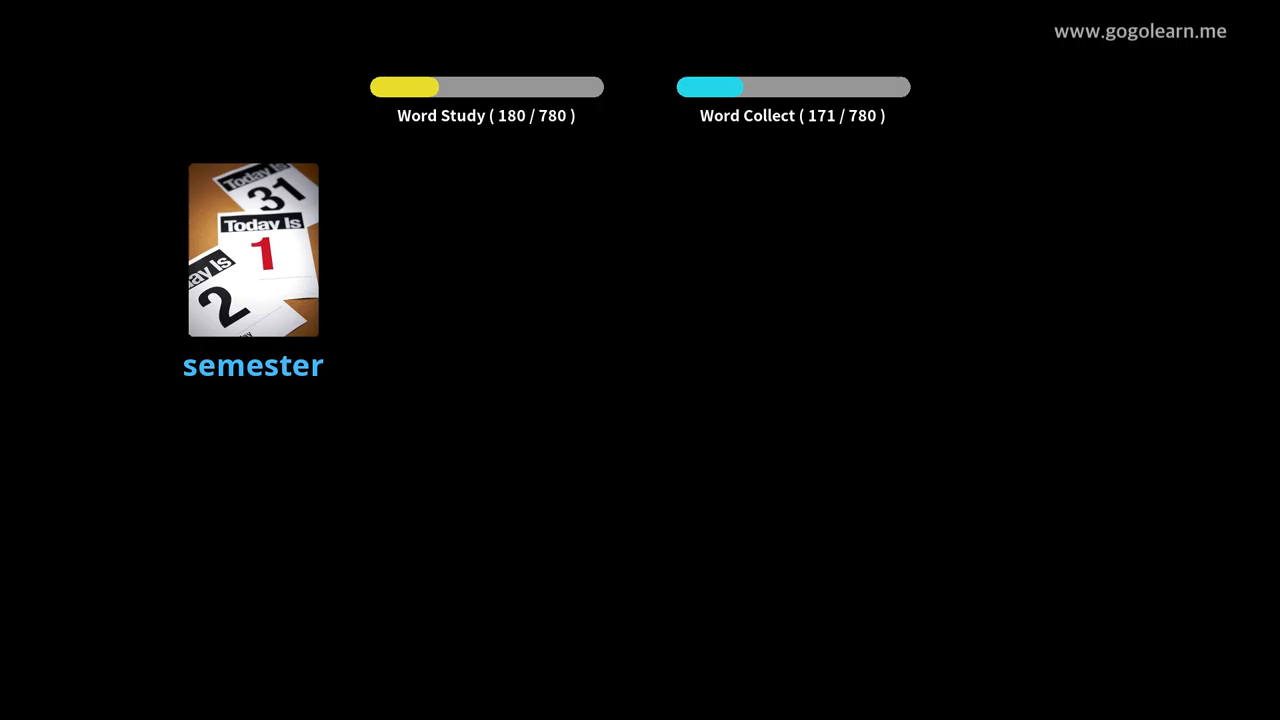 www.gogolearn.me
Word Study ( 180 / 780 )
Word Collect ( 171 / 780 )
Today Is
31
Today Is
1
ay Is
2
semester